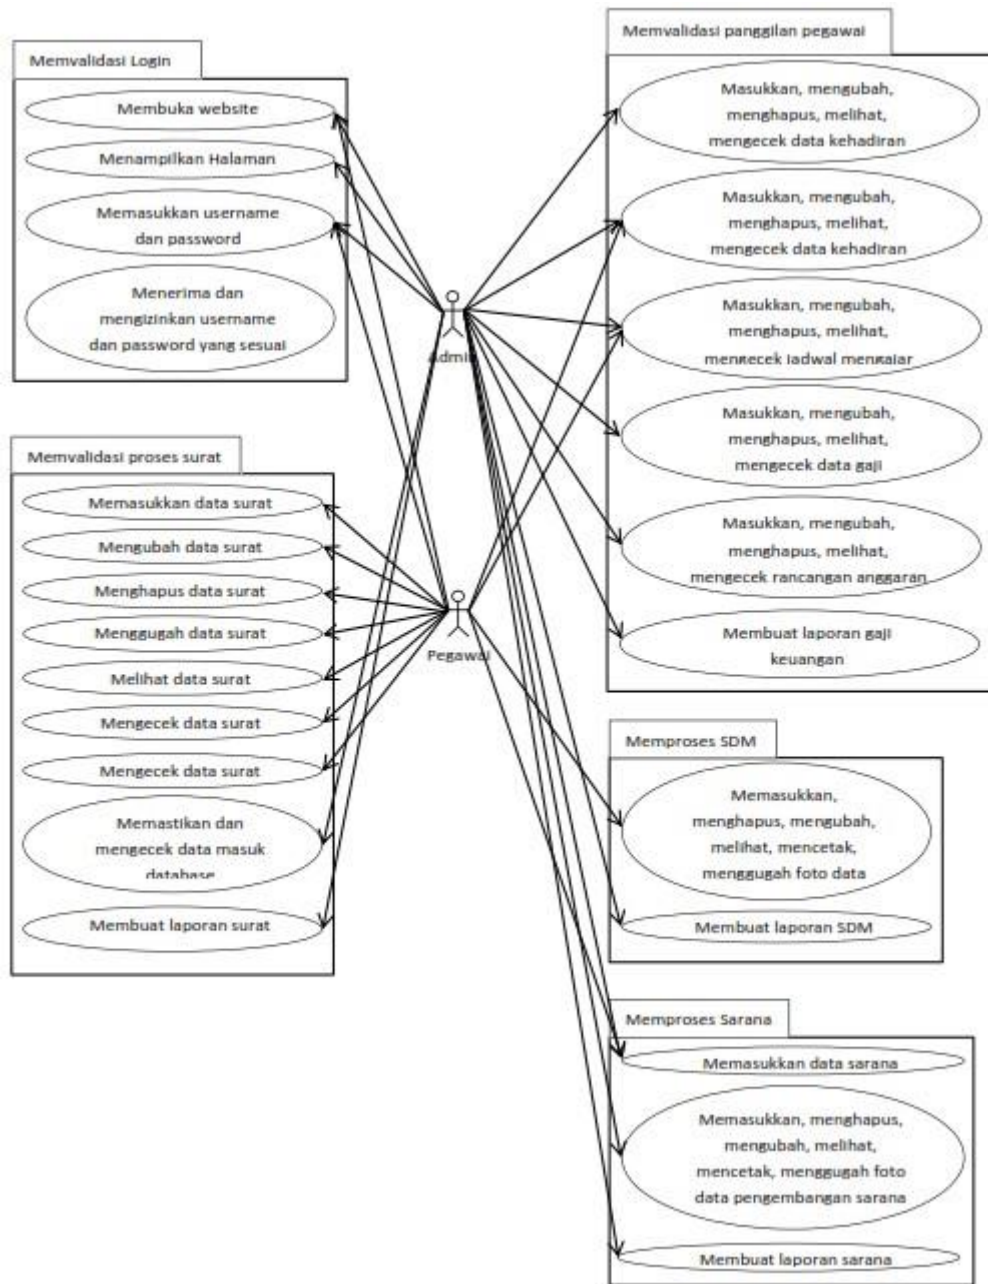 Memvalidasi Login
Membuka website
Menampilkan Halaman
Memasukkan username
dan password
Menerima dan
mengizinkan username
dan password yang sesuai
Memvalidasi proses surat
Memasukkan data surat
Mengubah data surat
Menghapus data surat
Menggugah data surat
Melihat data surat
Mengecek data surat
Mengecek data surat
Memastikan dan
mengecek data masuk
database
Membuat laporan surat
Admin
Pegawai
Memvalidasi panggilan pegawai
Masukkan, mengubah,
menghapus, melihat,
mengecek data kehadiran
Masukkan, mengubah,
menghapus, melihat,
mengecek data kehadiran
Masukkan, mengubah,
menghapus, melihat,
mengecek jadwal mengajar
Masukkan, mengubah,
menghapus, melihat,
mengecek data gaji
Masukkan, mengubah,
menghapus, melihat,
mengecek rancangan anggaran
Membuat laporan gaji
keuangan
Memproses SDM
Memasukkan,
menghapus, mengubah,
melihat, mencetak,
menggugah foto data
Membuat laporan SDM
Memproses Sarana
Memasukkan data sarana
Memasukkan, menghapus,
mengubah, melihat,
mencetak, menggugah foto
data pengembangan sarana
Membuat laporan sarana